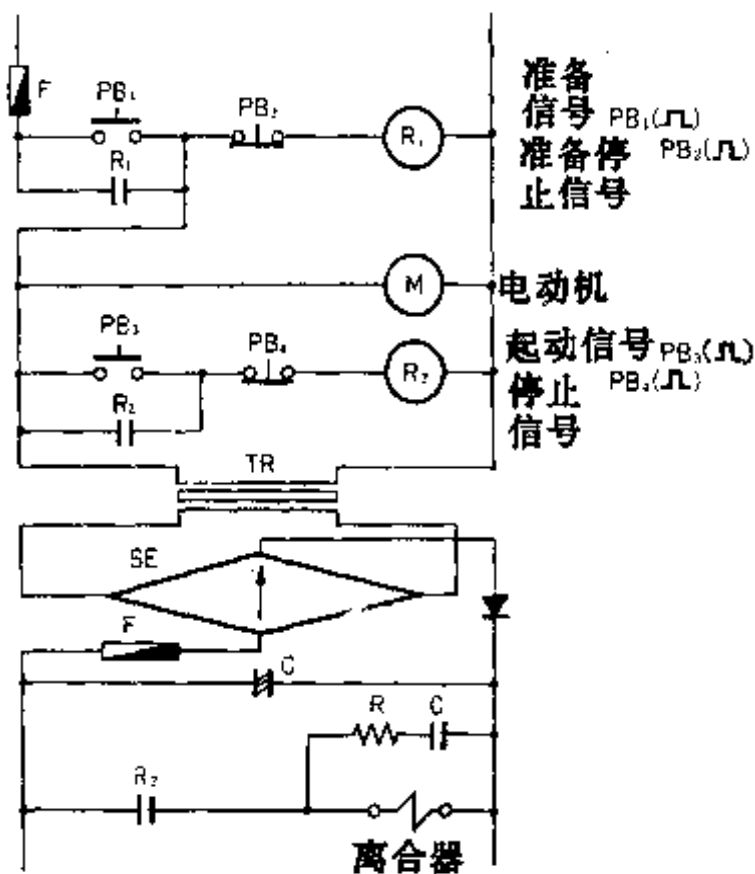 F
PB₁
PB₂
R₁
R₁
准备
信号 PB₁(⎍)
准备停 PB₂(⎍)
止信号
M
电动机
PB₃
PB₄
R₂
R₂
起动信号 PB₃(⎍)
停止 PB₄(⎍)
信号
TR
SE
F
C
R
C
R₂
离合器